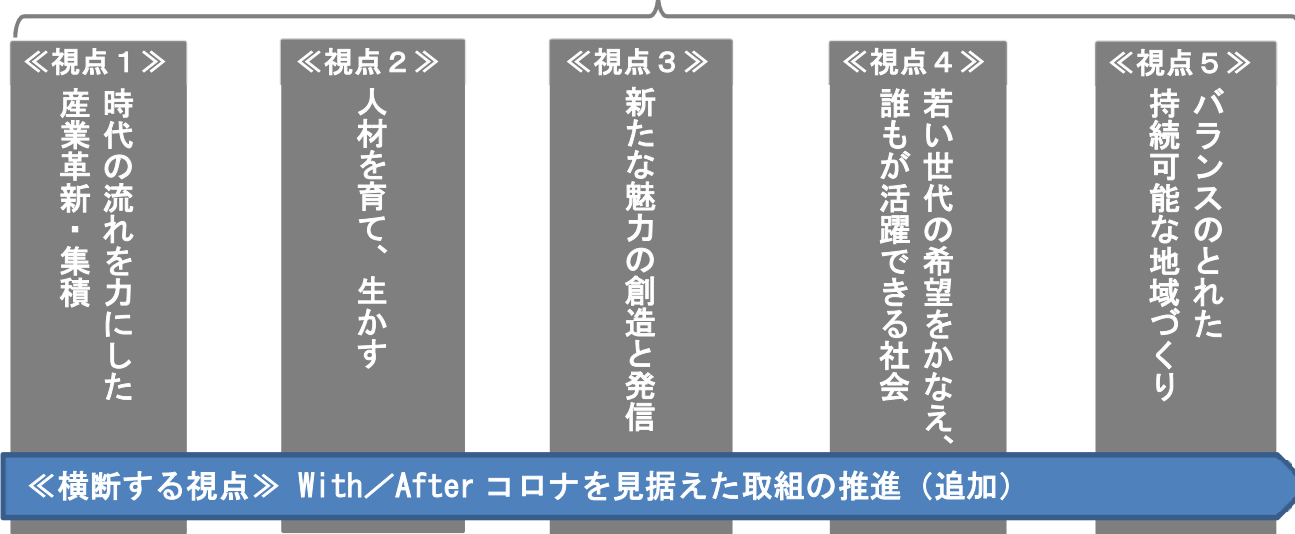 ≪視点１≫
時代の流れを力にした
産業革新・集積
≪視点２≫
人材を育て、生かす
≪視点３≫
新たな魅力の創造と発信
≪視点４≫
若い世代の希望をかなえ、
誰もが活躍できる社会
≪視点５≫
バランスのとれた
持続可能な地域づくり
≪横断する視点≫ With／After コロナを見据えた取組の推進（追加）